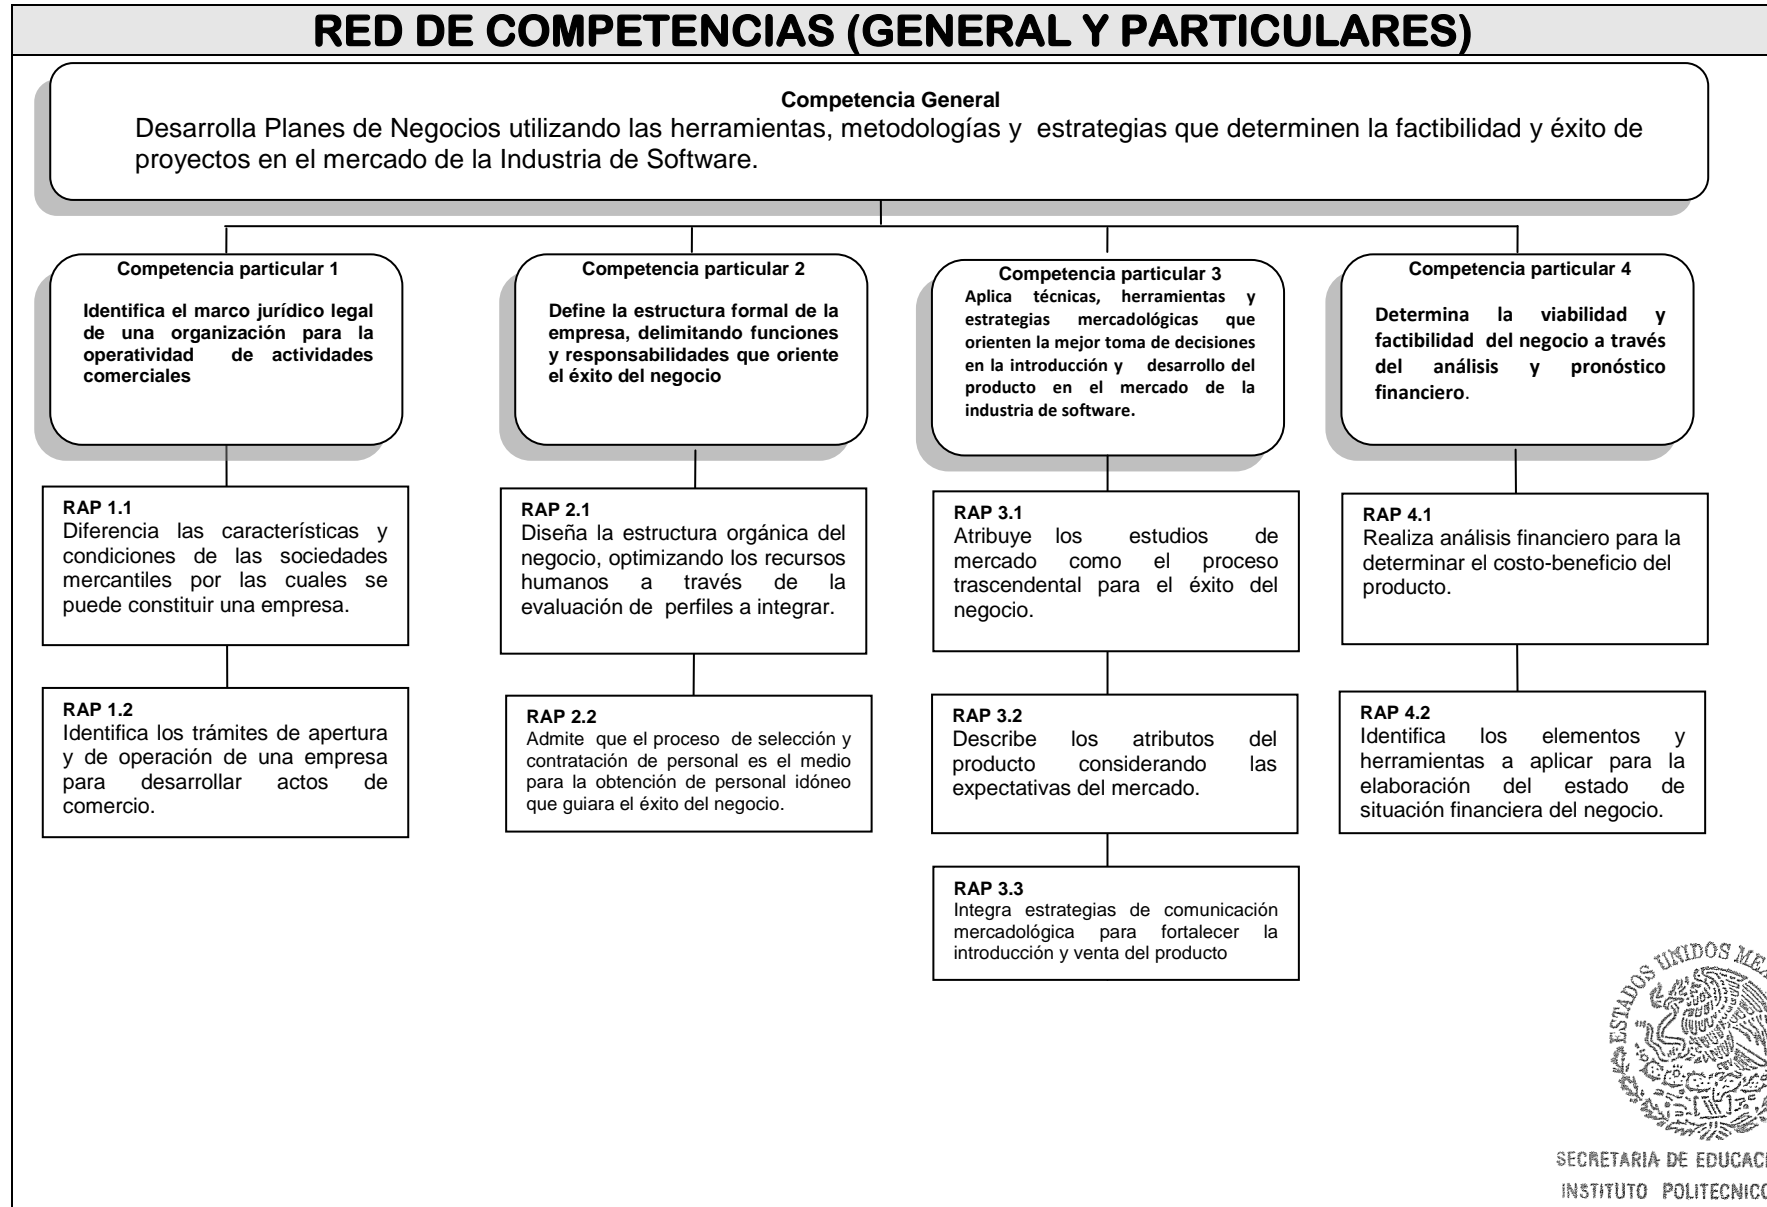 RED DE COMPETENCIAS (GENERAL Y PARTICULARES)
Competencia General
Desarrolla Planes de Negocios utilizando las herramientas, metodologías y estrategias que determinen la factibilidad y éxito de
proyectos en el mercado de la Industria de Software.
Competencia particular 1
Identifica el marco jurídico legal
de una organización para la
operatividad de actividades
comerciales
Competencia particular 2
Define la estructura formal de la
empresa, delimitando funciones
y responsabilidades que oriente
el éxito del negocio
Competencia particular 3
Aplica técnicas, herramientas y
estrategias mercadológicas que
orienten la mejor toma de decisiones
en la introducción y desarrollo del
producto en el mercado de la
industria de software.
Competencia particular 4
Determina la viabilidad y
factibilidad del negocio a través
del análisis y pronóstico
financiero.
RAP 1.1
Diferencia las características y
condiciones de las sociedades
mercantiles por las cuales se
puede constituir una empresa.
RAP 1.2
Identifica los trámites de apertura
y de operación de una empresa
para desarrollar actos de
comercio.
RAP 2.1
Diseña la estructura orgánica del
negocio, optimizando los recursos
humanos a través de la
evaluación de perfiles a integrar.
RAP 2.2
Admite que el proceso de selección y
contratación de personal es el medio
para la obtención de personal idóneo
que guiara el éxito del negocio.
RAP 3.1
Atribuye los estudios de
mercado como el proceso
trascendental para el éxito del
negocio.
RAP 3.2
Describe los atributos del
producto considerando las
expectativas del mercado.
RAP 3.3
Integra estrategias de comunicación
mercadológica para fortalecer la
introducción y venta del producto
RAP 4.1
Realiza análisis financiero para la
determinar el costo-beneficio del
producto.
RAP 4.2
Identifica los elementos y
herramientas a aplicar para la
elaboración del estado de
situación financiera del negocio.
ESTADOS UNIDOS
SECRETARIA DE
INSTITUTO